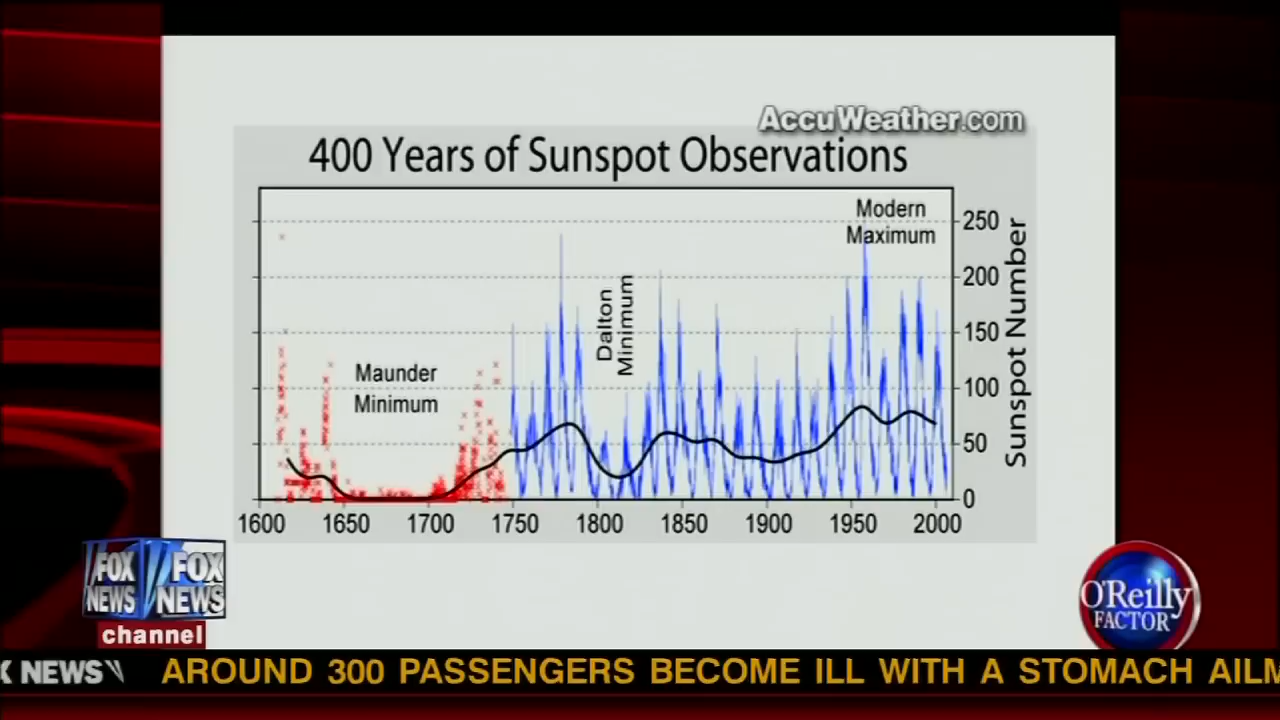 AccuWeather.com
400 Years of Sunspot Observations
Modern
Maximum
Dalton
Minimum
Maunder
Minimum
250
200
150
100
50
0
Sunspot Number
1600 1650 1700 1750 1800 1850 1900 1950 2000
FOX NEWS FOX NEWS
channel
O'Reilly
FACTOR
X NEWS AROUND 300 PASSENGERS BECOME ILL WITH A STOMACH AILM